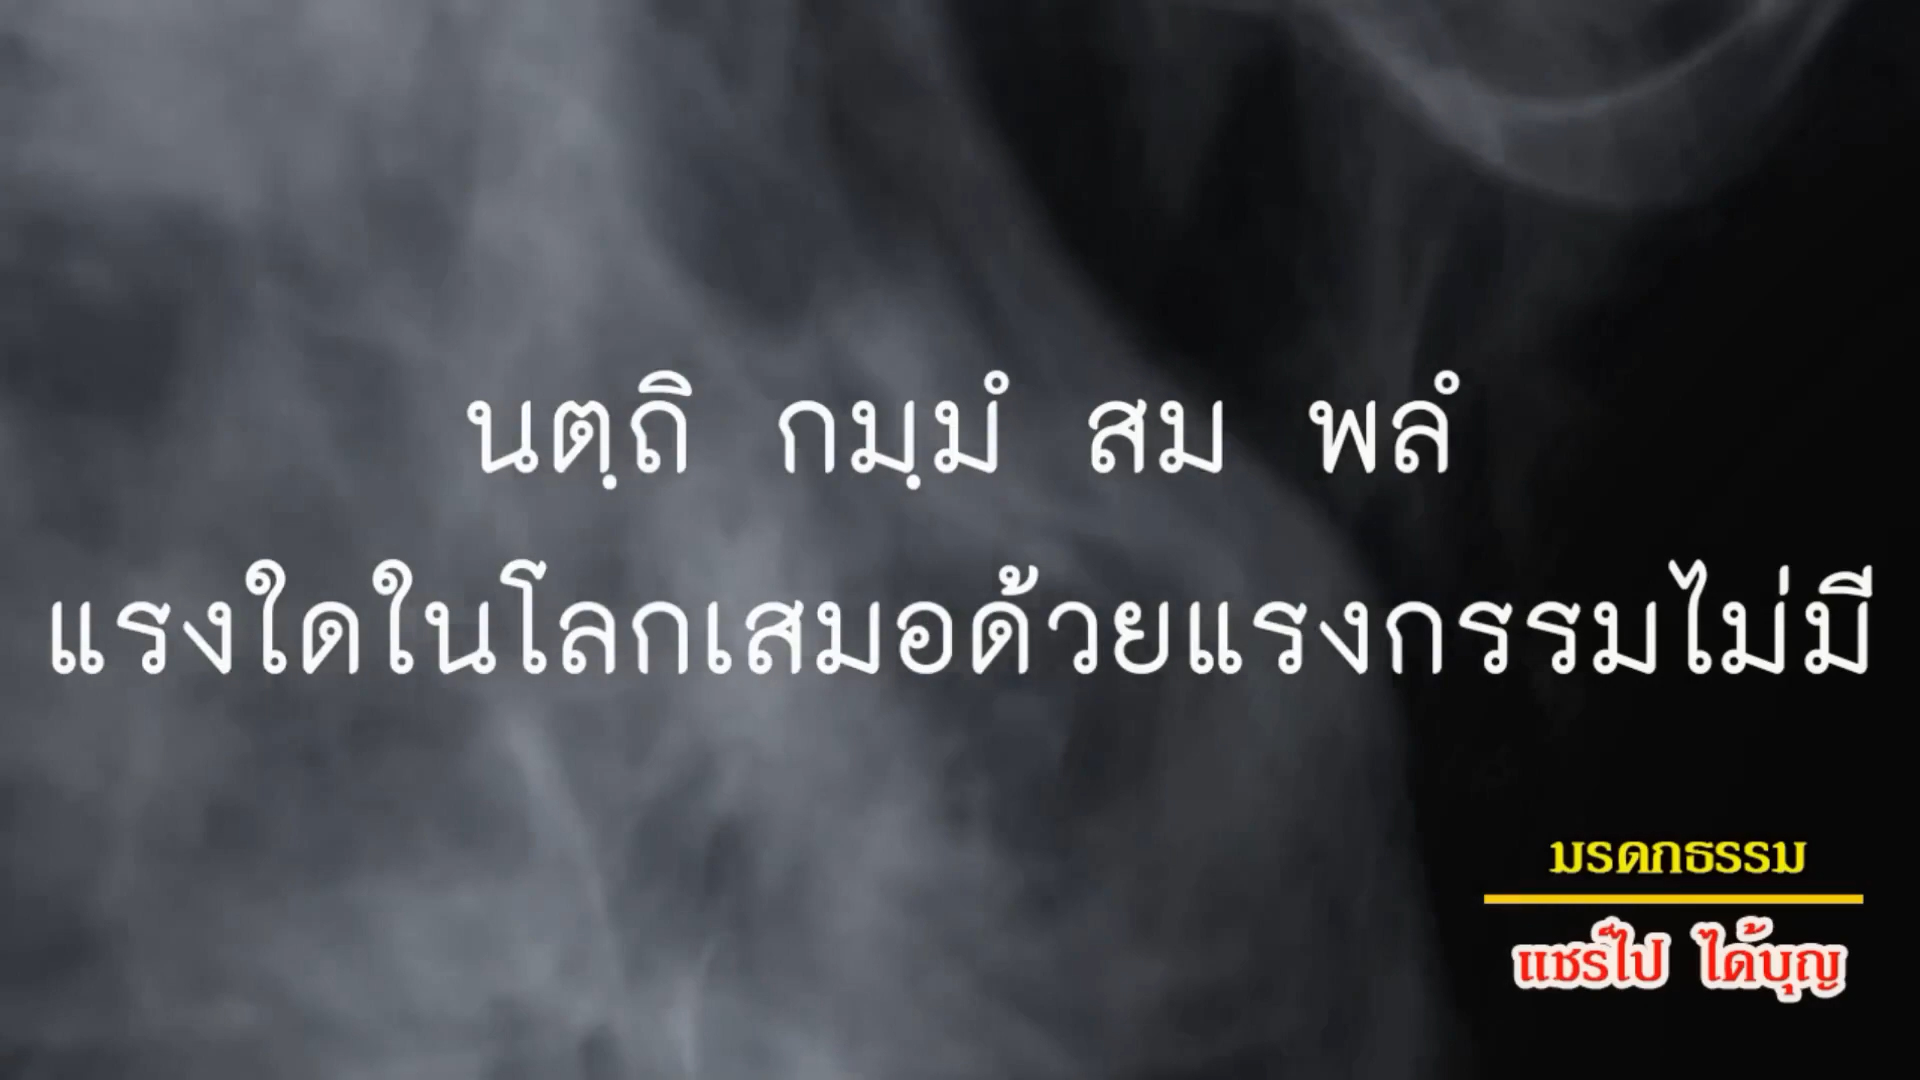 นตฺถิ กมฺมํ สม พลํ
แรงใดในโลกเสมอด้วยแรงกรรมไม่มี
มรดกธรรม
แชร์ไป ได้บุญ